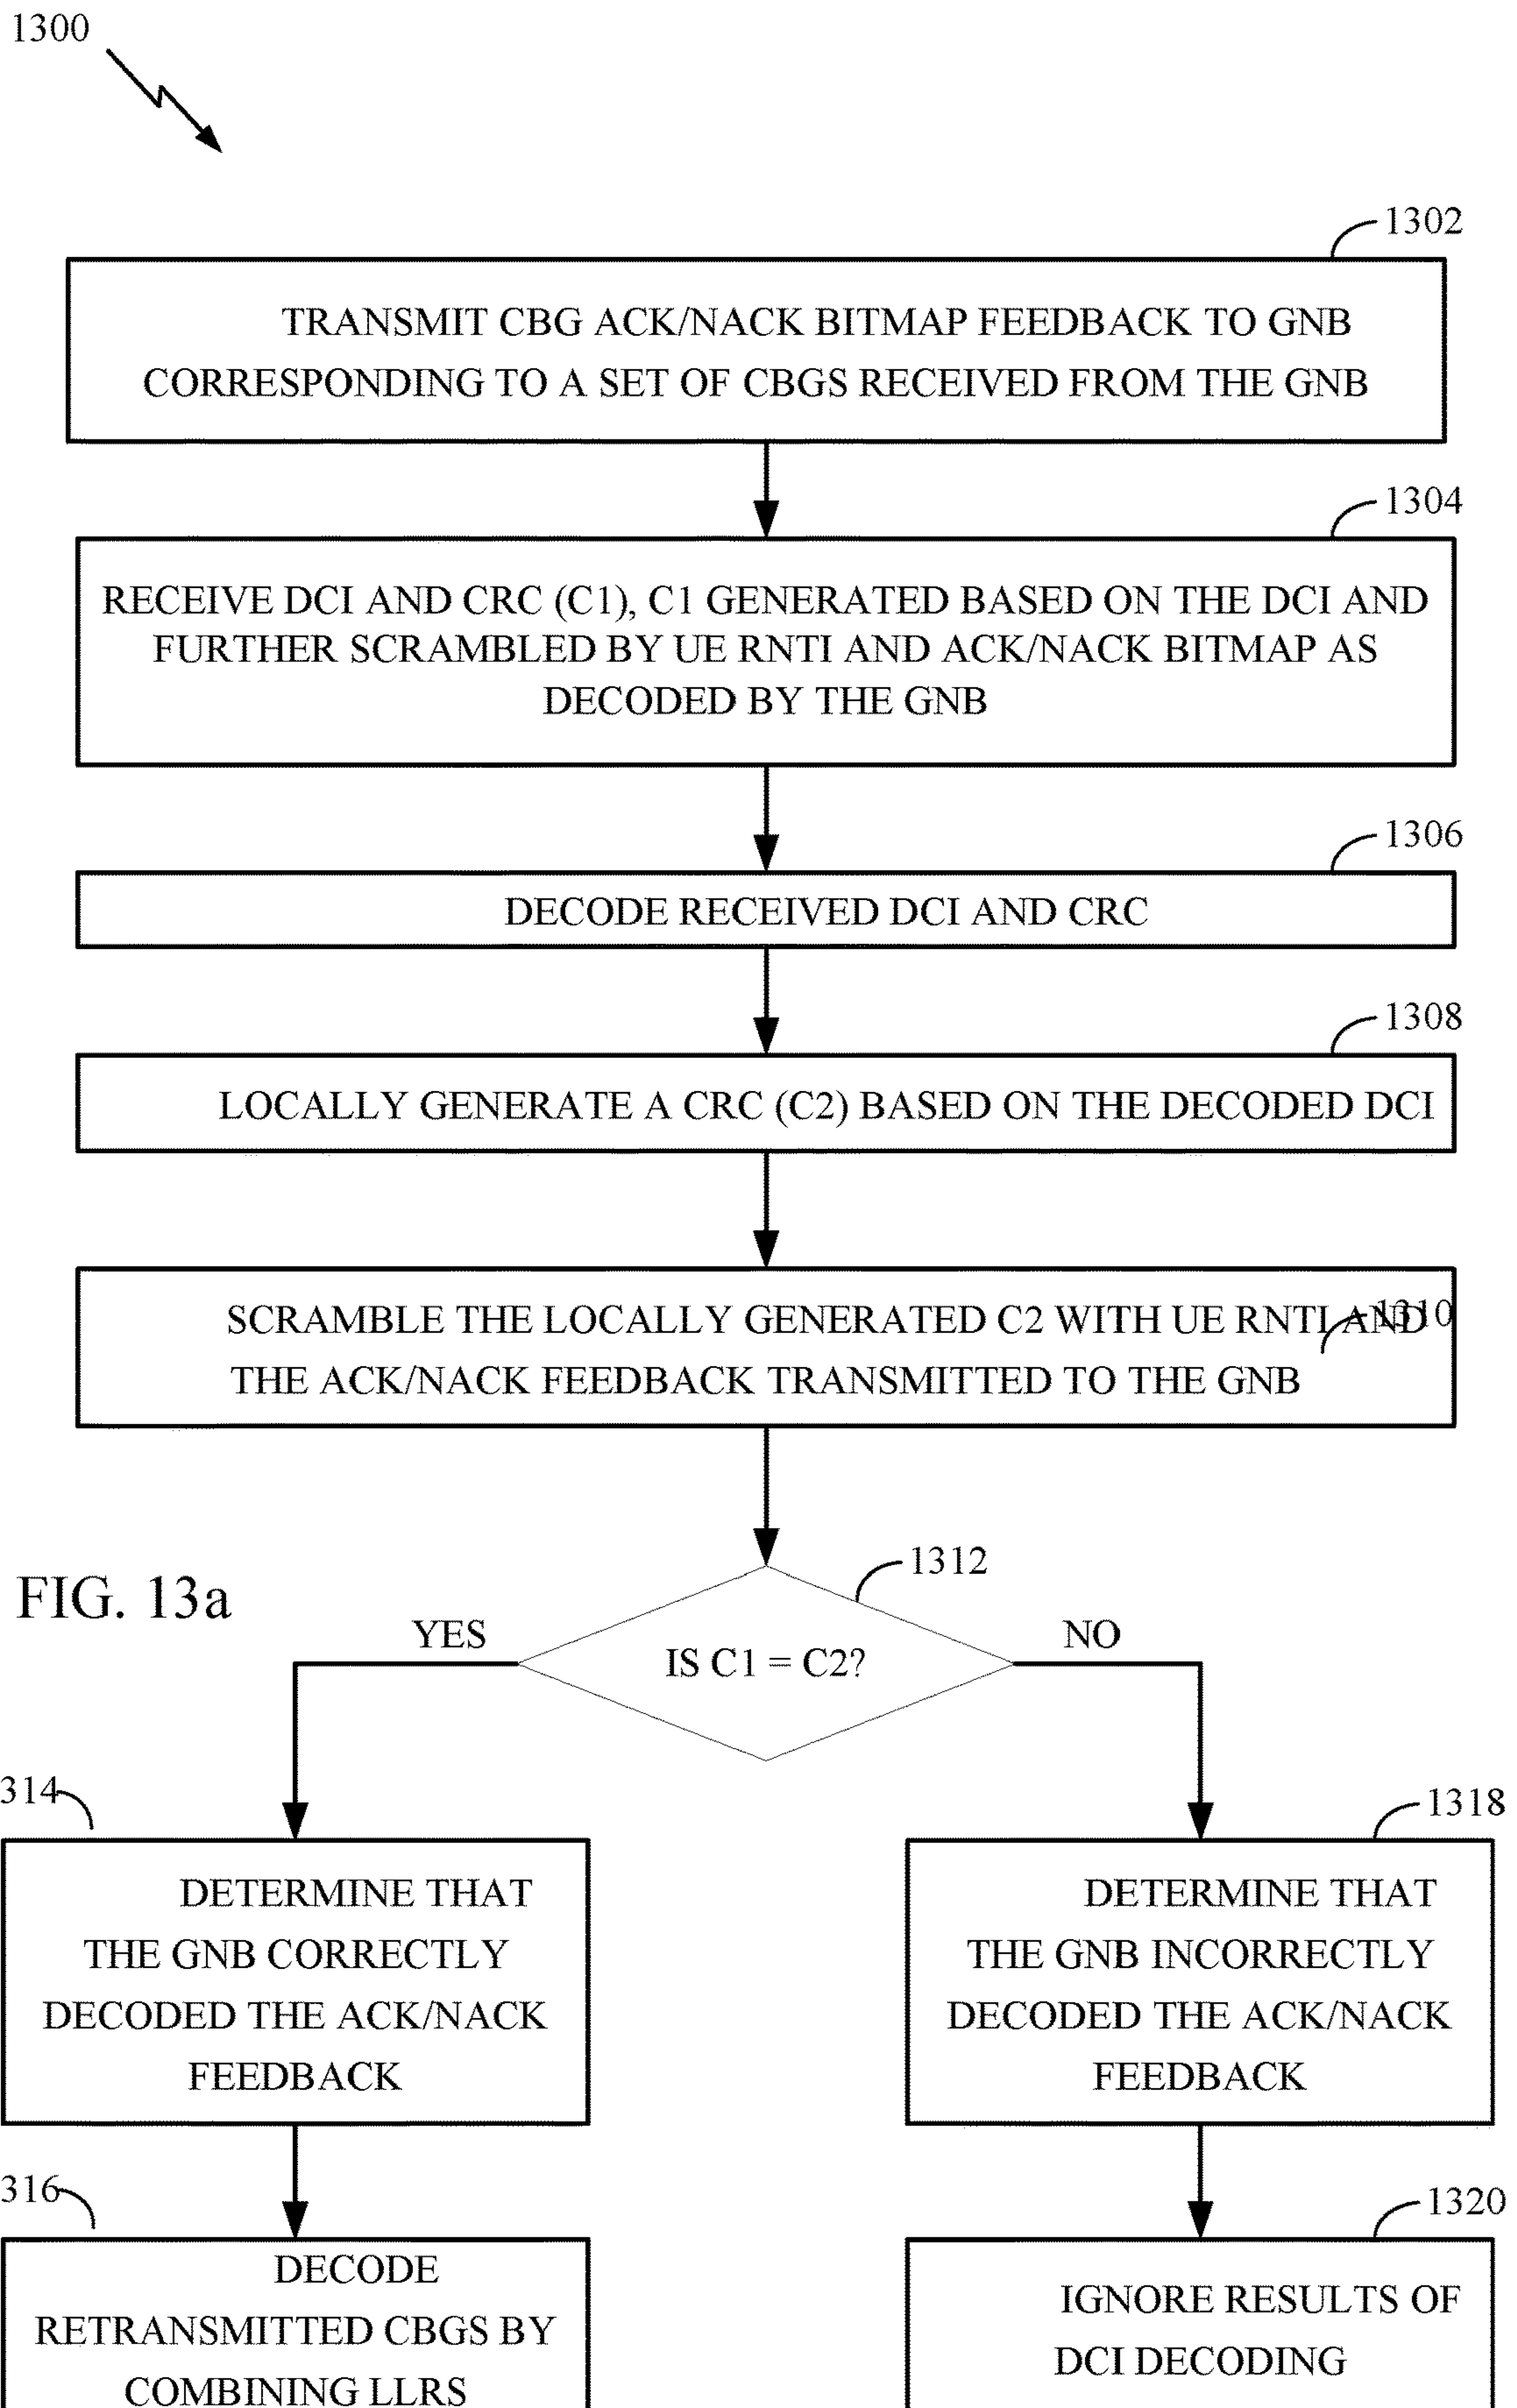 1300
1302
TRANSMIT CBG ACK/NACK BITMAP FEEDBACK TO GNB
CORRESPONDING TO A SET OF CBGS RECEIVED FROM THE GNB
1304
RECEIVE DCI AND CRC (C1), C1 GENERATED BASED ON THE DCI AND
FURTHER SCRAMBLED BY UE RNTI AND ACK/NACK BITMAP AS
DECODED BY THE GNB
1306
DECODE RECEIVED DCI AND CRC
1308
LOCALLY GENERATE A CRC (C2) BASED ON THE DECODED DCI
1310
SCRAMBLE THE LOCALLY GENERATED C2 WITH UE RNTI AND
THE ACK/NACK FEEDBACK TRANSMITTED TO THE GNB
1312
FIG. 13a
YES
IS C1 = C2?
NO
314
DETERMINE THAT
THE GNB CORRECTLY
DECODED THE ACK/NACK
FEEDBACK
316
DECODE
RETRANSMITTED CBGS BY
COMBINING LLRS
1318
DETERMINE THAT
THE GNB INCORRECTLY
DECODED THE ACK/NACK
FEEDBACK
1320
IGNORE RESULTS OF
DCI DECODING